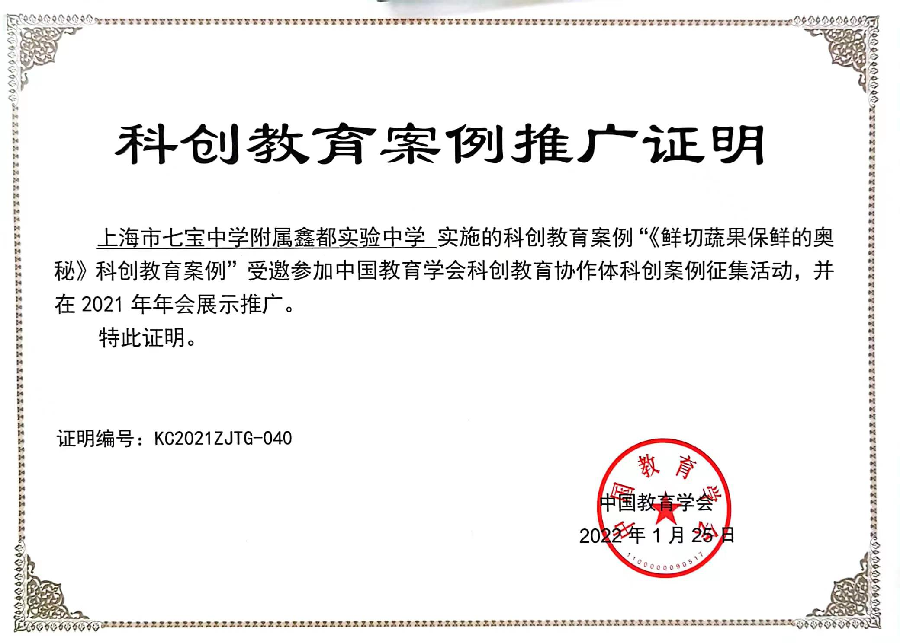 科创教育案例推广证明
上海市七宝中学附属鑫都实验中学 实施的科创教育案例“《鲜切蔬果保鲜的奥
秘》科创教育案例”受邀参加中国教育学会科创教育协作体科创案例征集活动，并
在 2021 年年会展示推广。
特此证明。
证明编号：KC2021ZJTG-040
中国教育学会
中国教育学会
2022 年 1 月 25 日
1100000090517